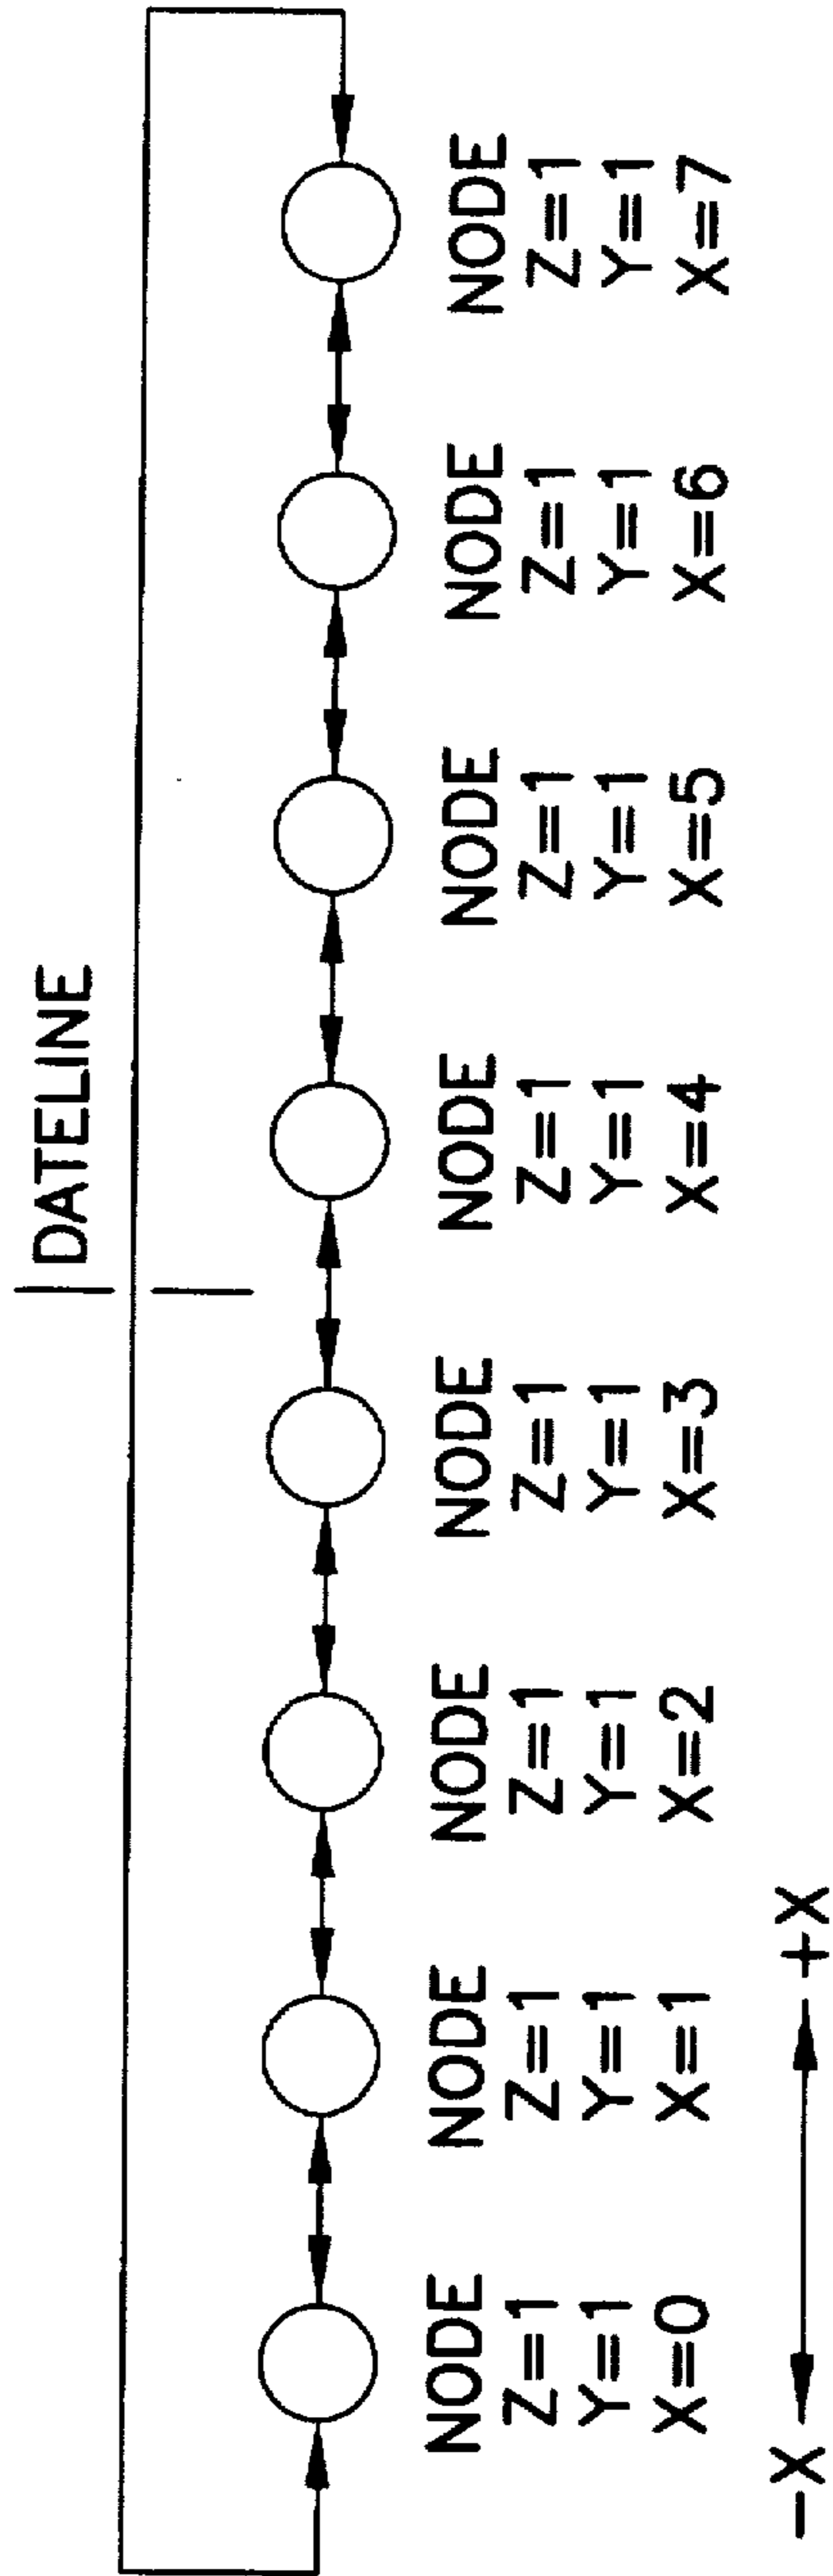 DATELINE
NODE
Z=1
Y=1
X=0
NODE
Z=1
Y=1
X=1
NODE
Z=1
Y=1
X=2
NODE
Z=1
Y=1
X=3
NODE
Z=1
Y=1
X=4
NODE
Z=1
Y=1
X=5
NODE
Z=1
Y=1
X=6
NODE
Z=1
Y=1
X=7
-X +X